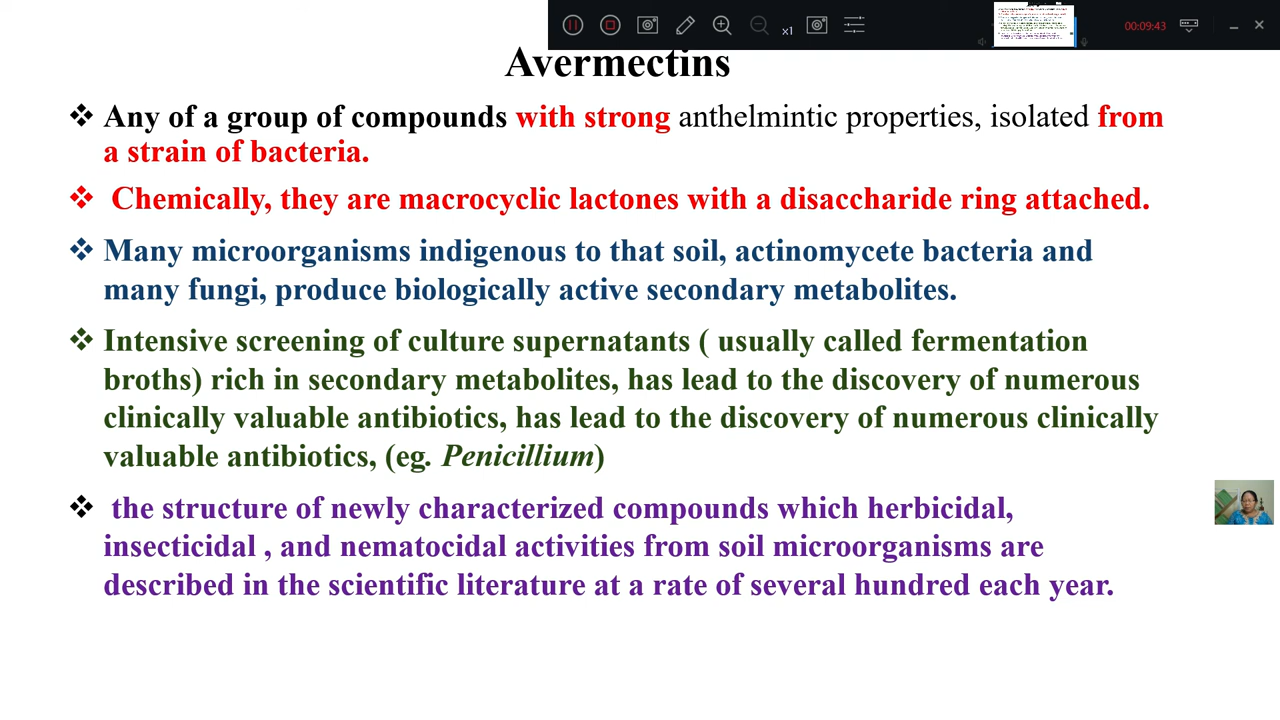 x1
00:09:43
Avermectins
❖ Any of a group of compounds with strong anthelmintic properties, isolated from
a strain of bacteria.
❖ Chemically, they are macrocyclic lactones with a disaccharide ring attached.
❖ Many microorganisms indigenous to that soil, actinomycete bacteria and
many fungi, produce biologically active secondary metabolites.
❖ Intensive screening of culture supernatants ( usually called fermentation
broths) rich in secondary metabolites, has lead to the discovery of numerous
clinically valuable antibiotics, has lead to the discovery of numerous clinically
valuable antibiotics, (eg. Penicillium)
❖ the structure of newly characterized compounds which herbicidal,
insecticidal , and nematocidal activities from soil microorganisms are
described in the scientific literature at a rate of several hundred each year.